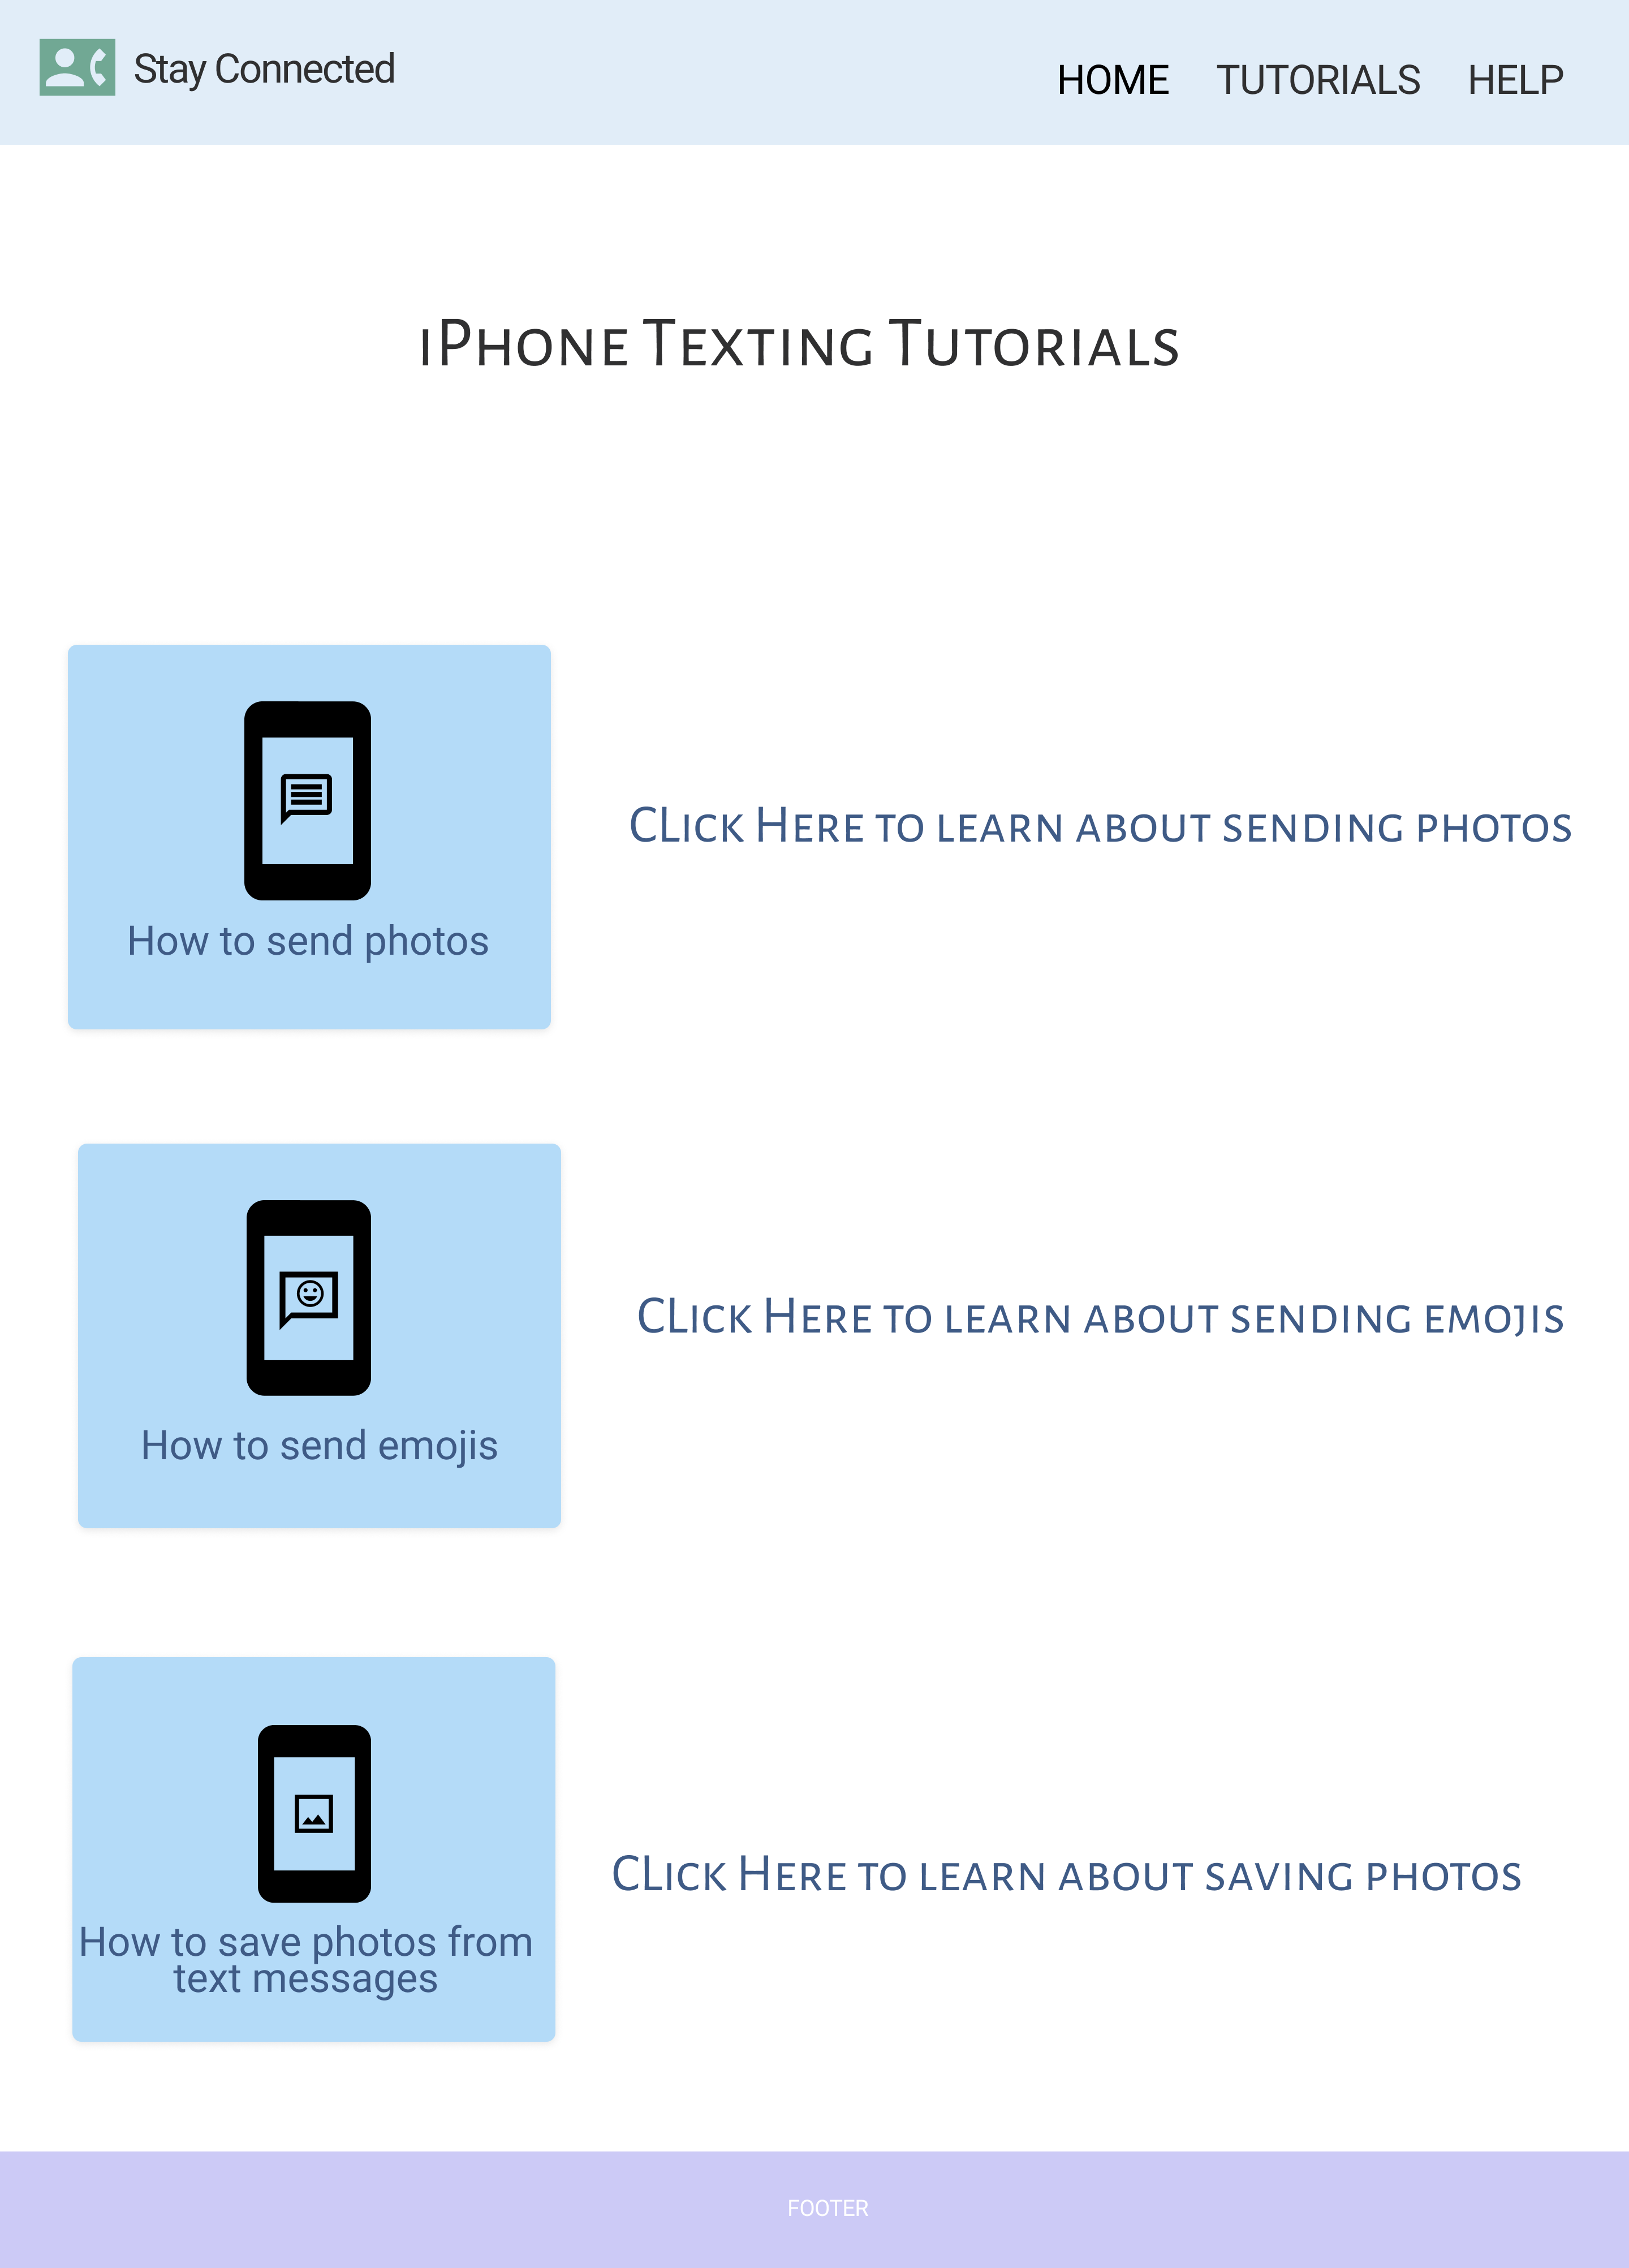 Stay Connected
HOME TUTORIALS HELP
iPhone Texting Tutorials
How to send photos
CLick Here to learn about sending photos
How to send emojis
CLick Here to learn about sending emojis
How to save photos from
text messages
CLick Here to learn about saving photos
FOOTER